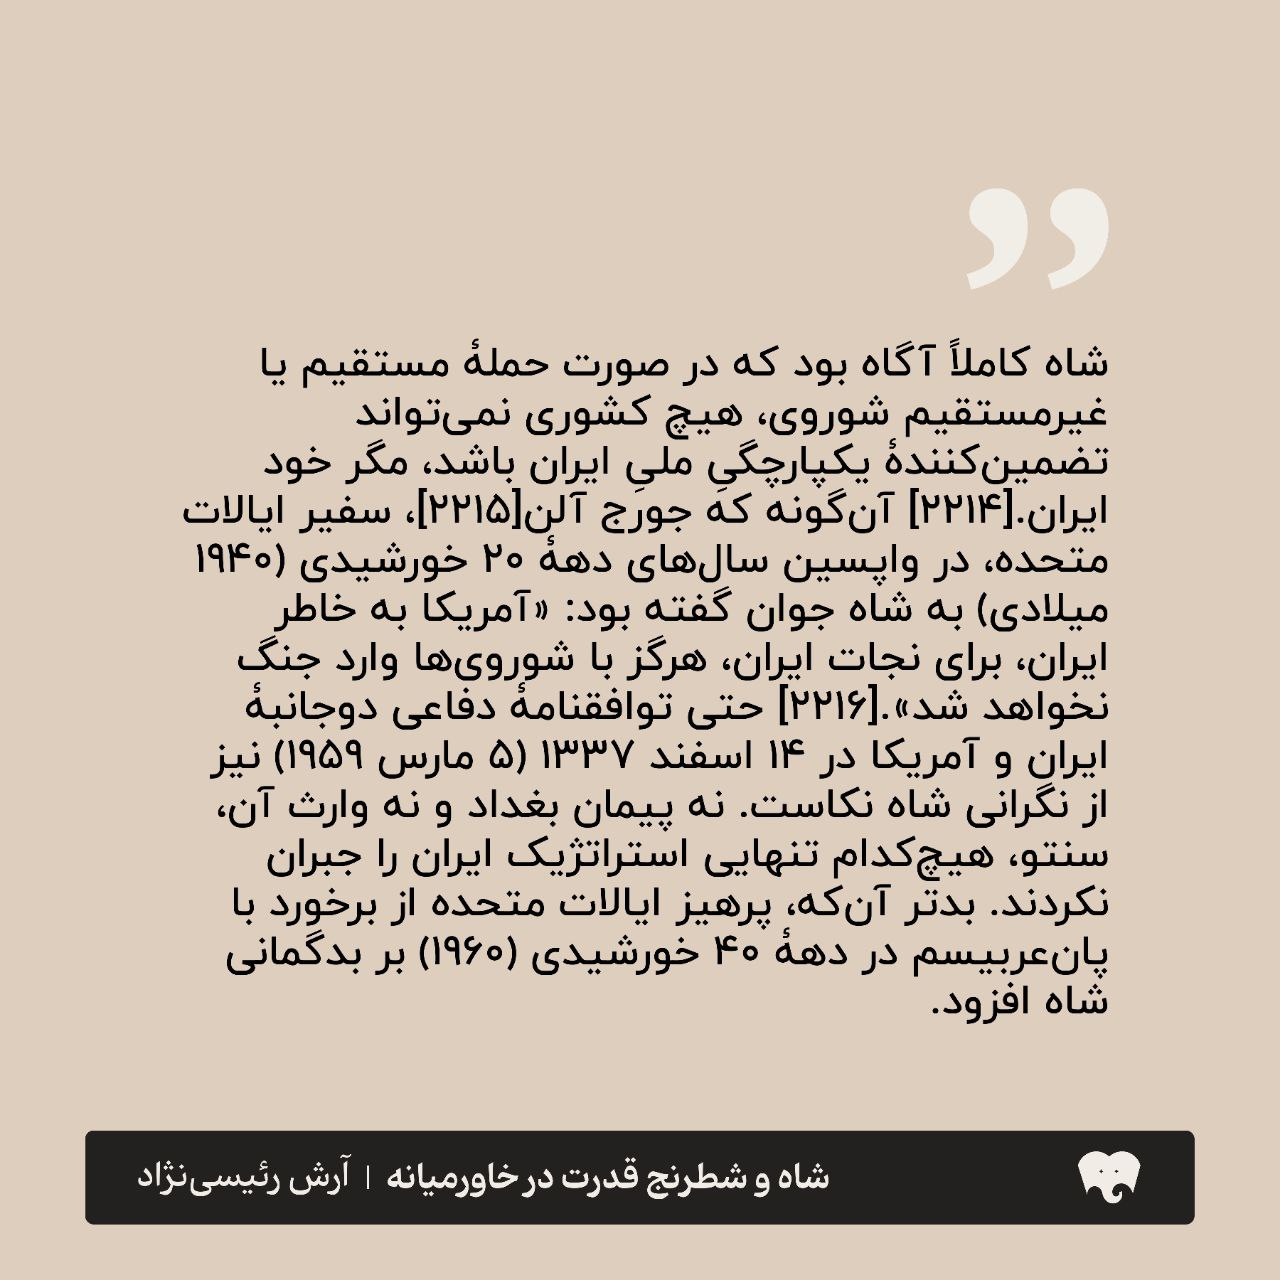 شاه کاملاً آگاه بود که در صورت حملهٔ مستقیم یا
غیرمستقیم شوروی، هیچ کشوری نمی‌تواند
تضمین‌کنندهٔ یکپارچگیِ ملیِ ایران باشد، مگر خود
ایران.[۲۲۱۴] آن‌گونه که جورج آلن[۲۲۱۵]، سفیر ایالات
متحده، در واپسین سال‌های دههٔ ۲۰ خورشیدی (۱۹۴۰
میلادی) به شاه جوان گفته بود: «آمریکا به خاطر
ایران، برای نجات ایران، هرگز با شوروی‌ها وارد جنگ
نخواهد شد».[۲۲۱۶] حتی توافقنامهٔ دفاعی دوجانبهٔ
ایران و آمریکا در ۱۴ اسفند ۱۳۳۷ (۵ مارس ۱۹۵۹) نیز
از نگرانی شاه نکاست. نه پیمان بغداد و نه وارث آن،
سنتو، هیچ‌کدام تنهایی استراتژیک ایران را جبران
نکردند. بدتر آن‌که، پرهیز ایالات متحده از برخورد با
پان‌عربیسم در دههٔ ۴۰ خورشیدی (۱۹۶۰) بر بدگمانی
شاه افزود.
شاه و شطرنج قدرت در خاورمیانه | آرش رئیسی‌نژاد